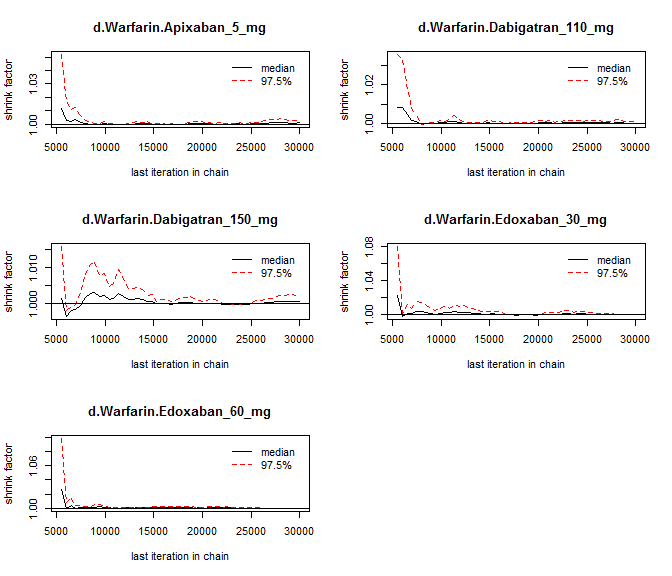 d.Warfarin.Apixaban_5_mg
shrink factor
1.00
1.03
median
97.5%
5000 10000 15000 20000 25000 30000
last iteration in chain
d.Warfarin.Dabigatran_110_mg
shrink factor
1.00
1.02
median
97.5%
5000 10000 15000 20000 25000 30000
last iteration in chain
d.Warfarin.Dabigatran_150_mg
shrink factor
1.000
1.010
median
97.5%
5000 10000 15000 20000 25000 30000
last iteration in chain
d.Warfarin.Edoxaban_30_mg
shrink factor
1.00
1.04
1.08
median
97.5%
5000 10000 15000 20000 25000 30000
last iteration in chain
d.Warfarin.Edoxaban_60_mg
shrink factor
1.00
1.06
median
97.5%
5000 10000 15000 20000 25000 30000
last iteration in chain